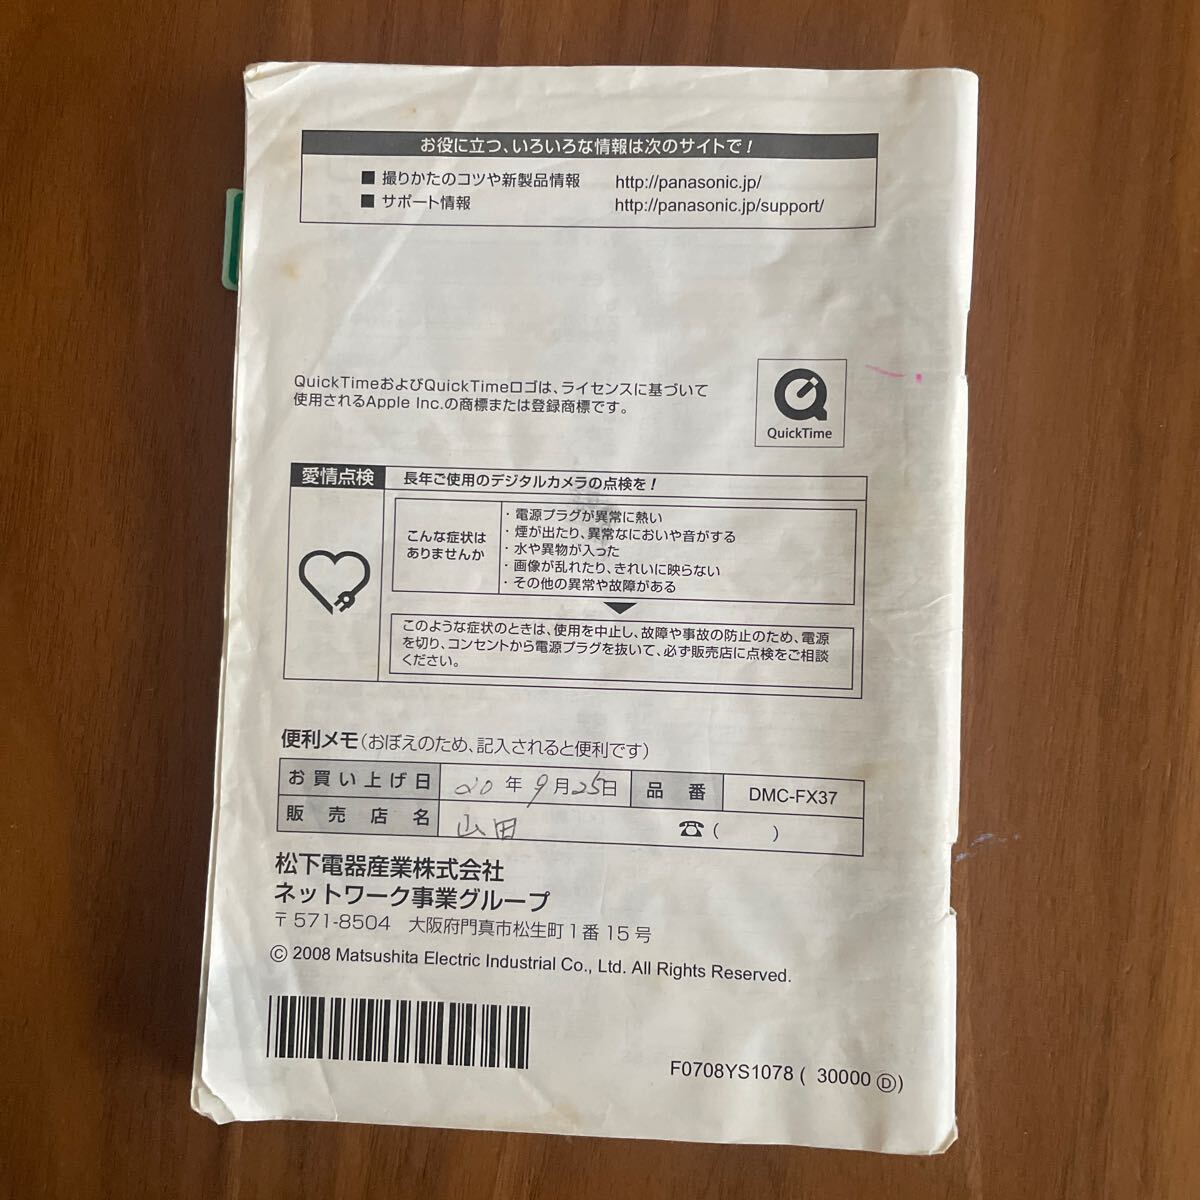 お役に立つ、いろいろな情報は次のサイトで!
■ 撮りかたのコツや新製品情報 http://panasonic.jp/
■ サポート情報 http://panasonic.jp/support/
QuickTimeおよびQuickTimeロゴは、ライセンスに基づいて
使用されるApple Inc.の商標または登録商標です。
QuickTime
愛情点検 長年ご使用のデジタルカメラの点検を!
こんな症状は
ありませんか
・電源プラグが異常に熱い
・煙が出たり、異常なにおいや音がする
・水や異物が入った
・画像が乱れたり、きれいに映らない
・その他の異常や故障がある
このような症状のときは、使用を中止し、故障や事故の防止のため、電源
を切り、コンセントから電源プラグを抜いて、必ず販売店に点検をご相談
ください。
便利メモ(おぼえのため、記入されると便利です)
お買い上げ日 20年9月25日 品番 DMC-FX37
販売店名 山田 ☎( )
松下電器産業株式会社
ネットワーク事業グループ
〒571-8504 大阪府門真市松生町1番15号
© 2008 Matsushita Electric Industrial Co., Ltd. All Rights Reserved.
F0708YS1078 ( 30000 Ⓓ)